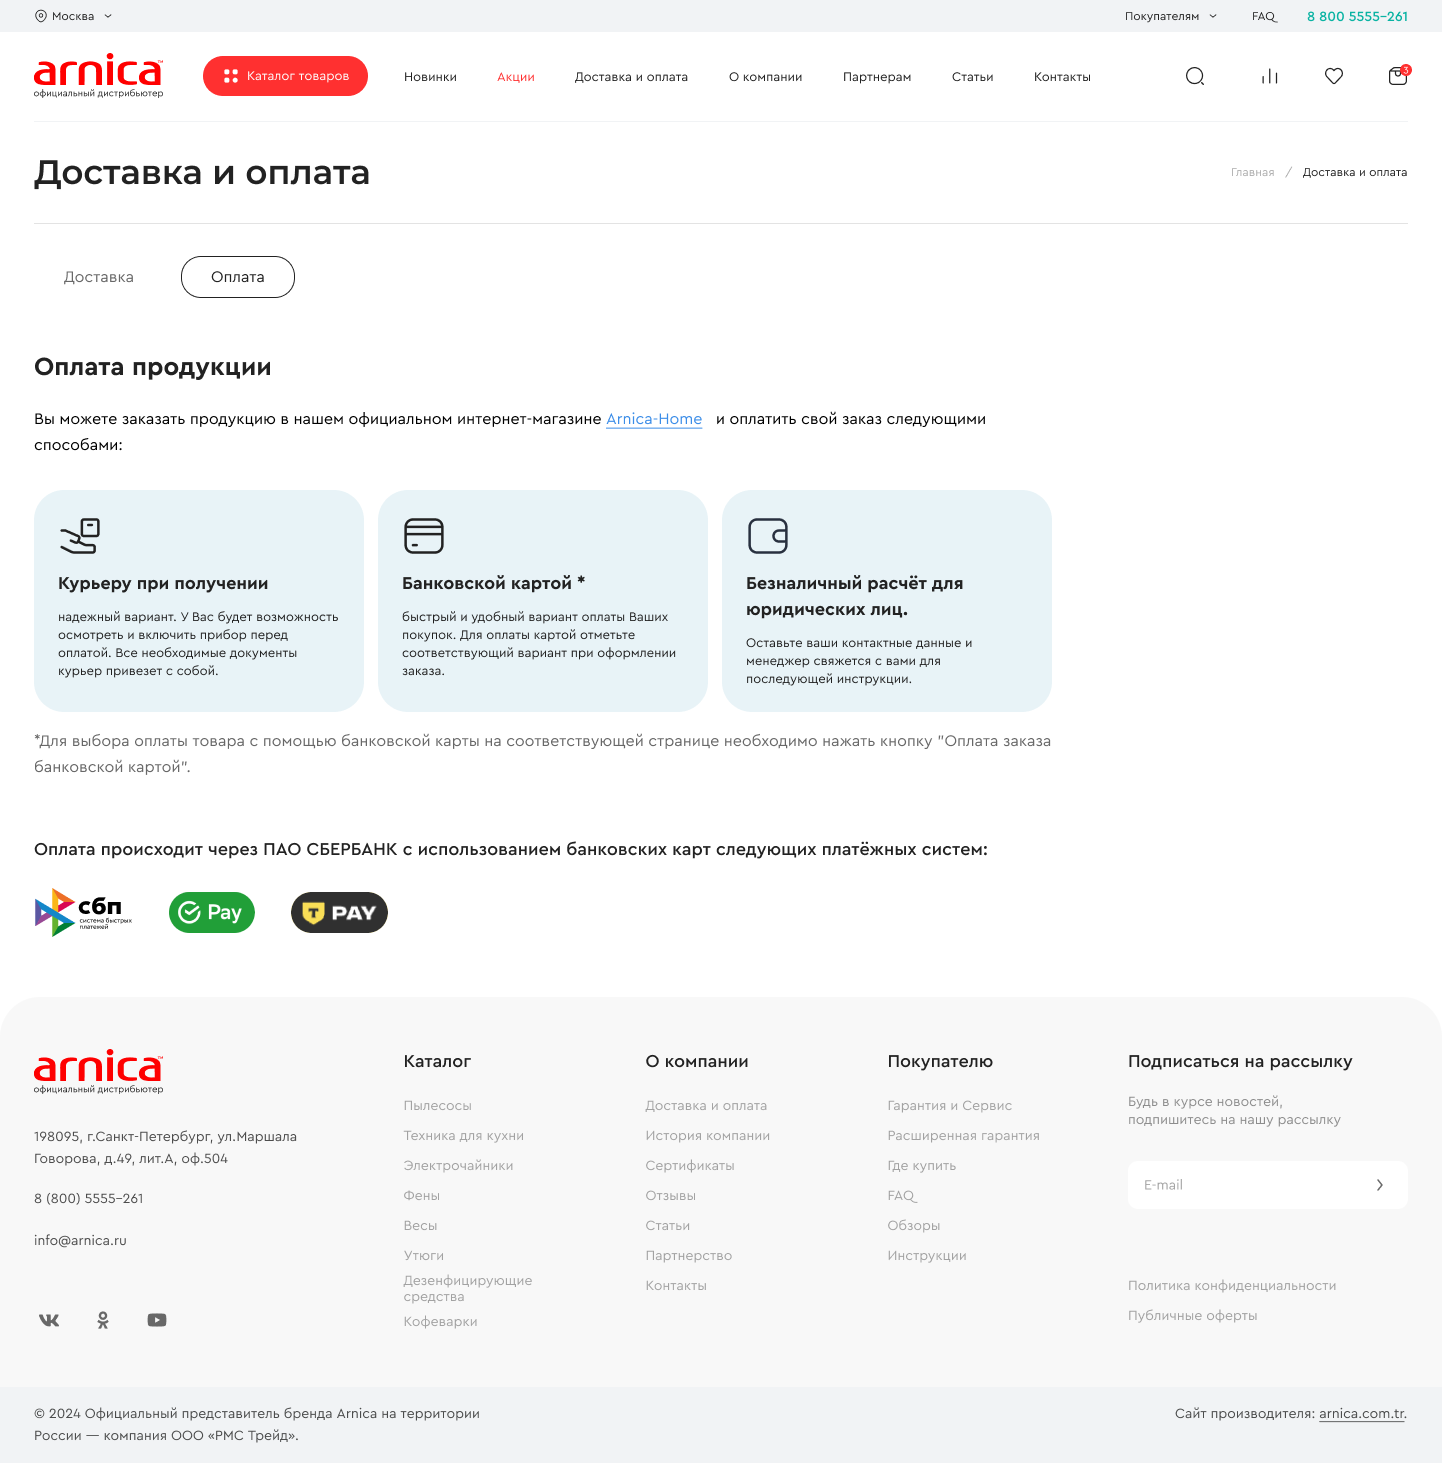 Москва
Покупателям
FAQ
8 800 5555-261
arnica™
официальный дистрибьютер
Каталог товаров
Новинки
Акции
Доставка и оплата
О компании
Партнерам
Статьи
Контакты
3
Доставка и оплата
Главная / Доставка и оплата
Доставка
Оплата
Оплата продукции
Вы можете заказать продукцию в нашем официальном интернет-магазине Arnica-Home и оплатить свой заказ следующими
способами:
Курьеру при получении
надежный вариант. У Вас будет возможность
осмотреть и включить прибор перед
оплатой. Все необходимые документы
курьер привезет с собой.
Банковской картой *
быстрый и удобный вариант оплаты Ваших
покупок. Для оплаты картой отметьте
соответствующий вариант при оформлении
заказа.
Безналичный расчёт для
юридических лиц.
Оставьте ваши контактные данные и
менеджер свяжется с вами для
последующей инструкции.
*Для выбора оплаты товара с помощью банковской карты на соответствующей странице необходимо нажать кнопку "Оплата заказа
банковской картой".
Оплата происходит через ПАО СБЕРБАНК с использованием банковских карт следующих платёжных систем:
сбп
система быстрых
платежей
Pay
T PAY
arnica™
официальный дистрибьютер
198095, г.Санкт-Петербург, ул.Маршала
Говорова, д.49, лит.А, оф.504
8 (800) 5555-261
info@arnica.ru
Каталог
Пылесосы
Техника для кухни
Электрочайники
Фены
Весы
Утюги
Дезенфицирующие
средства
Кофеварки
О компании
Доставка и оплата
История компании
Сертификаты
Отзывы
Статьи
Партнерство
Контакты
Покупателю
Гарантия и Сервис
Расширенная гарантия
Где купить
FAQ
Обзоры
Инструкции
Подписаться на рассылку
Будь в курсе новостей,
подпишитесь на нашу рассылку
E-mail
Политика конфиденциальности
Публичные оферты
© 2024 Официальный представитель бренда Arnica на территории
России — компания ООО «РМС Трейд».
Сайт производителя: arnica.com.tr.